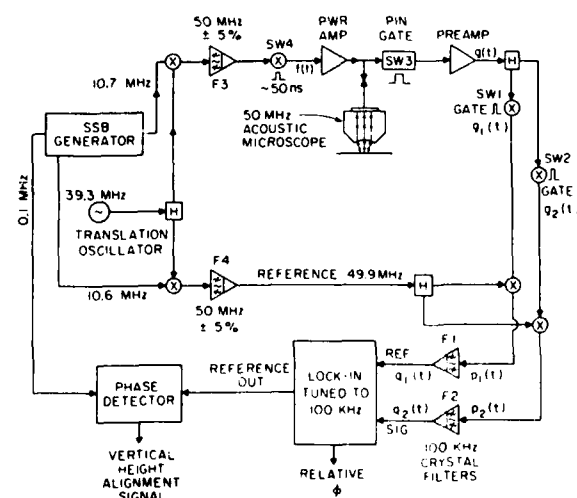 50 MHz
± 5%
F3
SW4
~50ns
f(t)
PWR
AMP
PIN
GATE
SW3
PREAMP
g(t)
H
SW1
GATE
g₁(t)
SW2
GATE
g₂(t)
10.7 MHz
SSB
GENERATOR
0.1 MHz
50 MHz
ACOUSTIC
MICROSCOPE
39.3 MHz
~
H
TRANSLATION
OSCILLATOR
X
X
X
X
X
X
10.6 MHz
F4
50 MHz
± 5%
REFERENCE 49.9MHz
H
F1
REF
q₁(t)
p₁(t)
F2
q₂(t)
SIG
p₂(t)
100 KHz
CRYSTAL
FILTERS
LOCK-IN
TUNED TO
100 KHz
REFERENCE
OUT
PHASE
DETECTOR
VERTICAL
HEIGHT
ALIGNMENT
SIGNAL
RELATIVE
ϕ